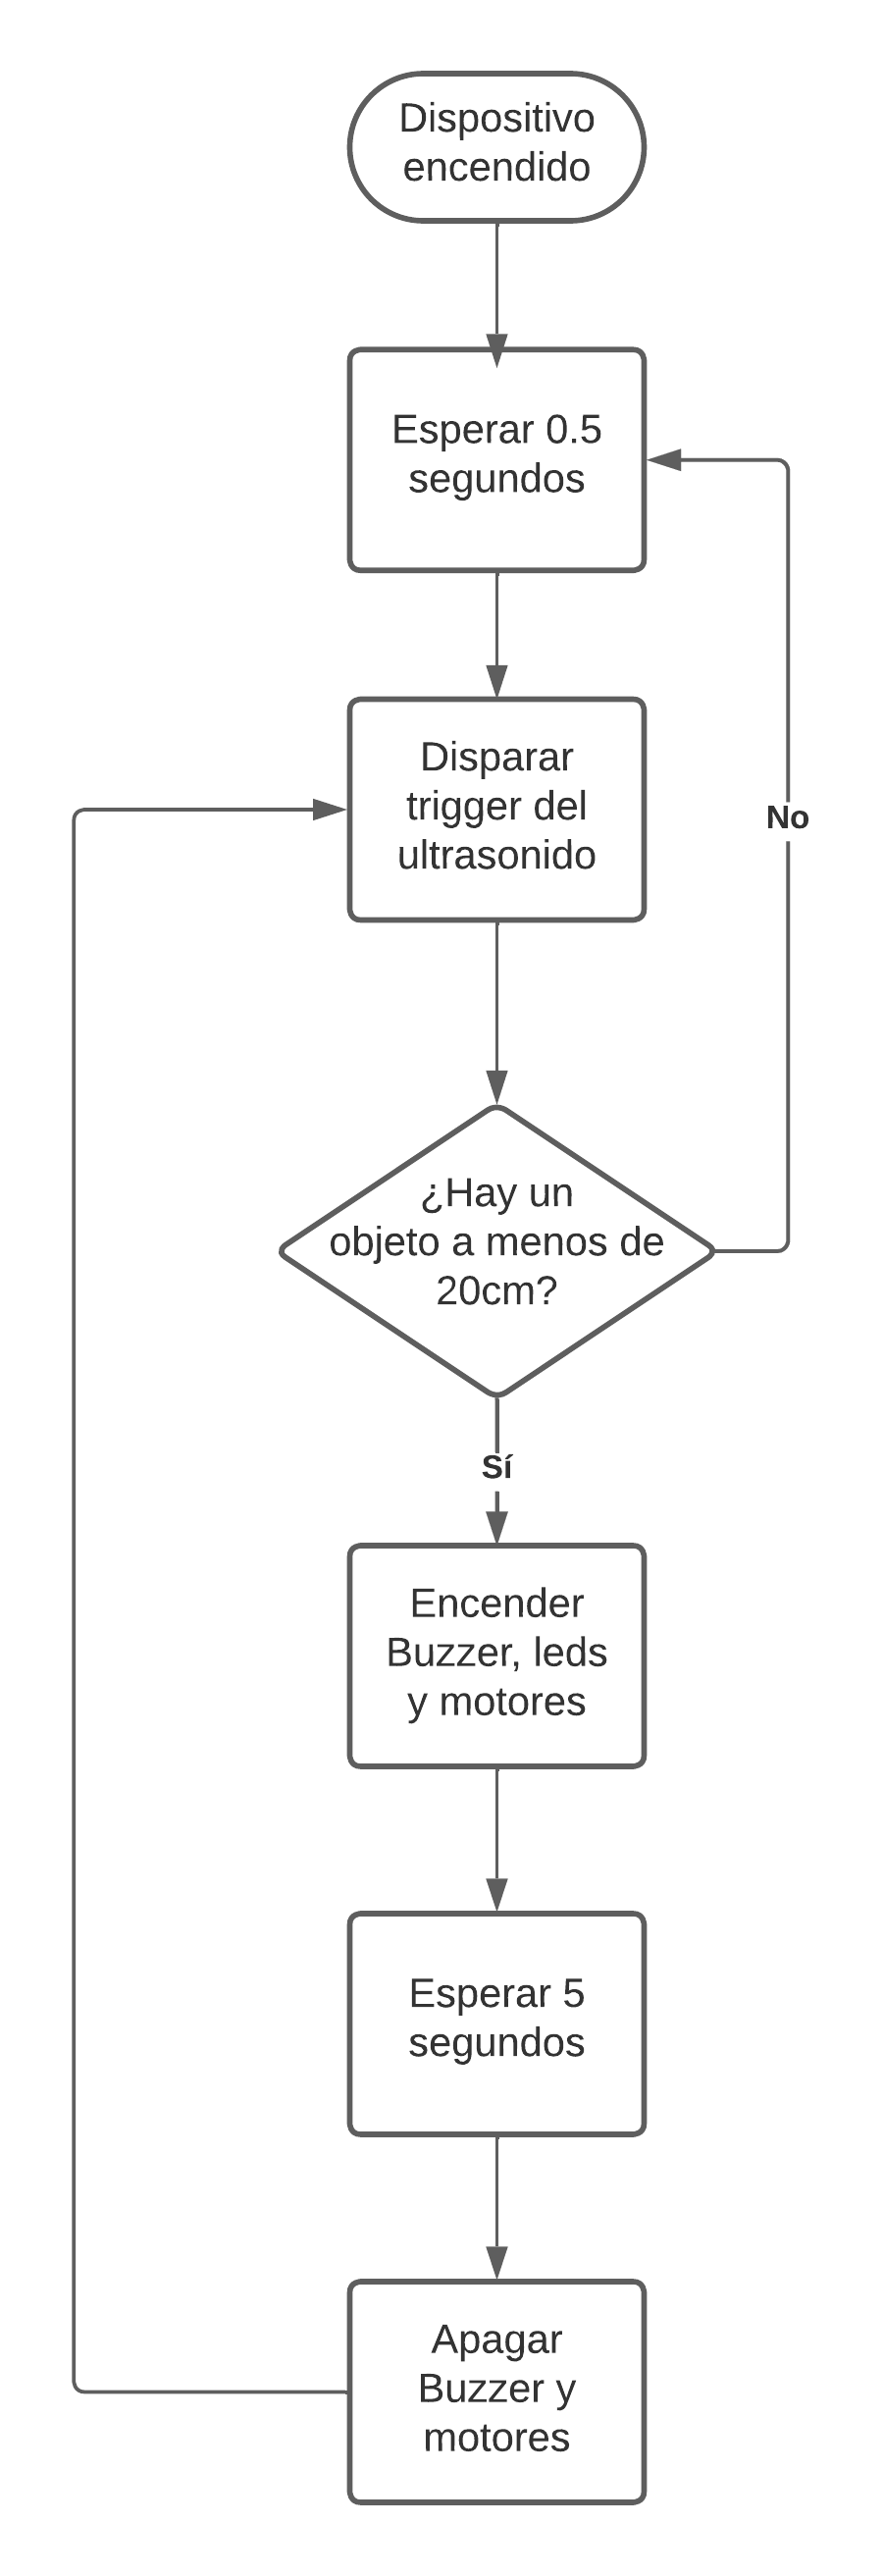 Dispositivo
encendido
Esperar 0.5
segundos
Disparar
trigger del
ultrasonido
No
¿Hay un
objeto a menos de
20cm?
Sí
Encender
Buzzer, leds
y motores
Esperar 5
segundos
Apagar
Buzzer y
motores